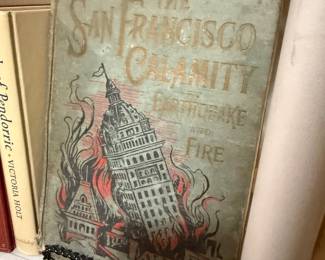 THE
SAN FRANCISCO
CALAMITY
BY
EARTHQUAKE
AND
FIRE
of Pendorric • VICTORIA HOLT